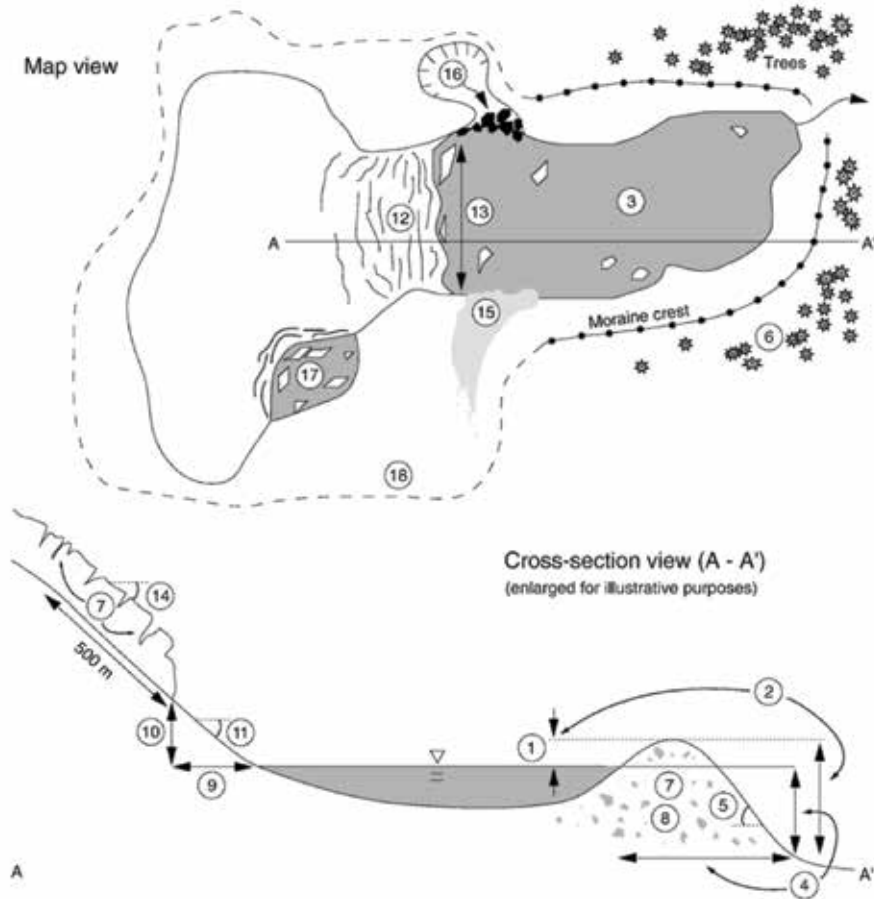 Map view
16
Trees
3
12
13
A
A'
15
Moraine crest
6
17
18
Cross-section view (A - A')
(enlarged for illustrative purposes)
7
14
500 m
2
10
11
1
9
7
5
8
4
A
A'